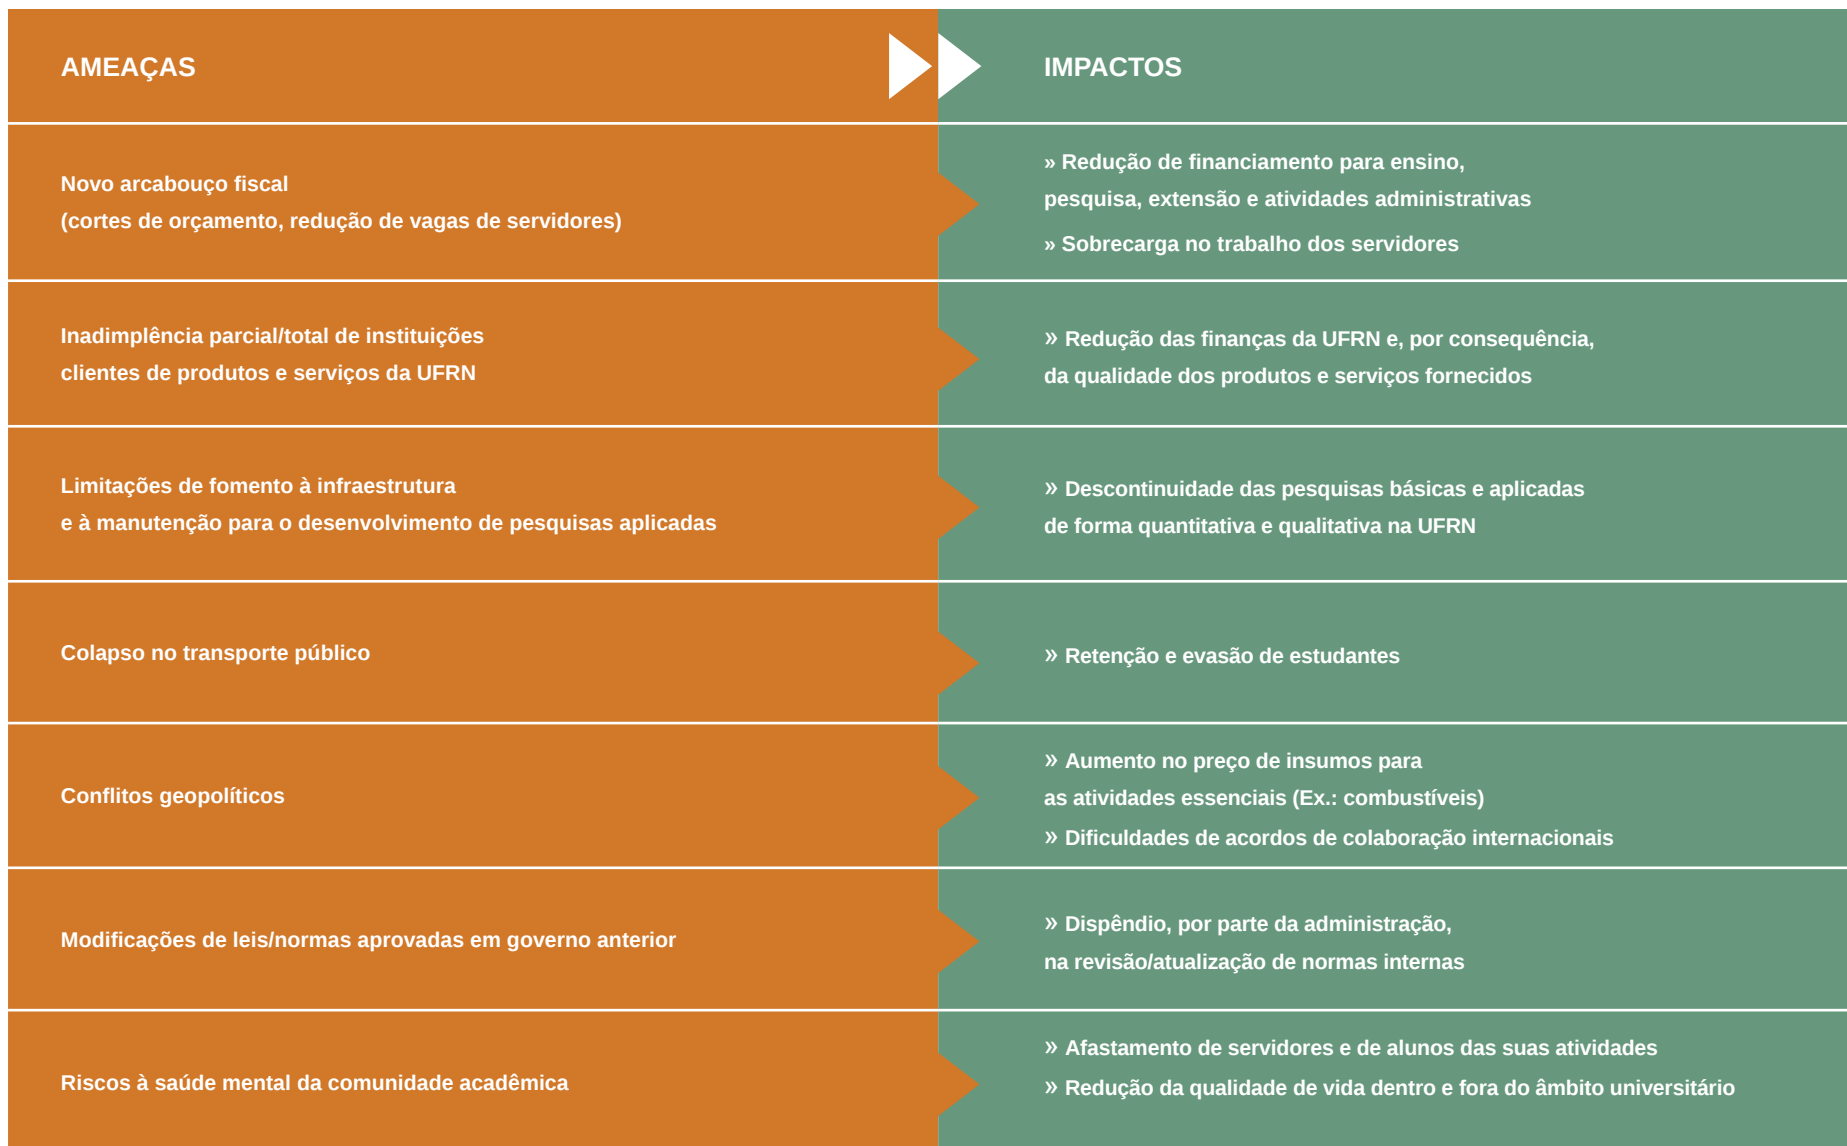 AMEAÇAS
IMPACTOS
Novo arcabouço fiscal
(cortes de orçamento, redução de vagas de servidores)
» Redução de financiamento para ensino,
pesquisa, extensão e atividades administrativas
» Sobrecarga no trabalho dos servidores
Inadimplência parcial/total de instituições
clientes de produtos e serviços da UFRN
» Redução das finanças da UFRN e, por consequência,
da qualidade dos produtos e serviços fornecidos
Limitações de fomento à infraestrutura
e à manutenção para o desenvolvimento de pesquisas aplicadas
» Descontinuidade das pesquisas básicas e aplicadas
de forma quantitativa e qualitativa na UFRN
Colapso no transporte público
» Retenção e evasão de estudantes
Conflitos geopolíticos
» Aumento no preço de insumos para
as atividades essenciais (Ex.: combustíveis)
» Dificuldades de acordos de colaboração internacionais
Modificações de leis/normas aprovadas em governo anterior
» Dispêndio, por parte da administração,
na revisão/atualização de normas internas
Riscos à saúde mental da comunidade acadêmica
» Afastamento de servidores e de alunos das suas atividades
» Redução da qualidade de vida dentro e fora do âmbito universitário